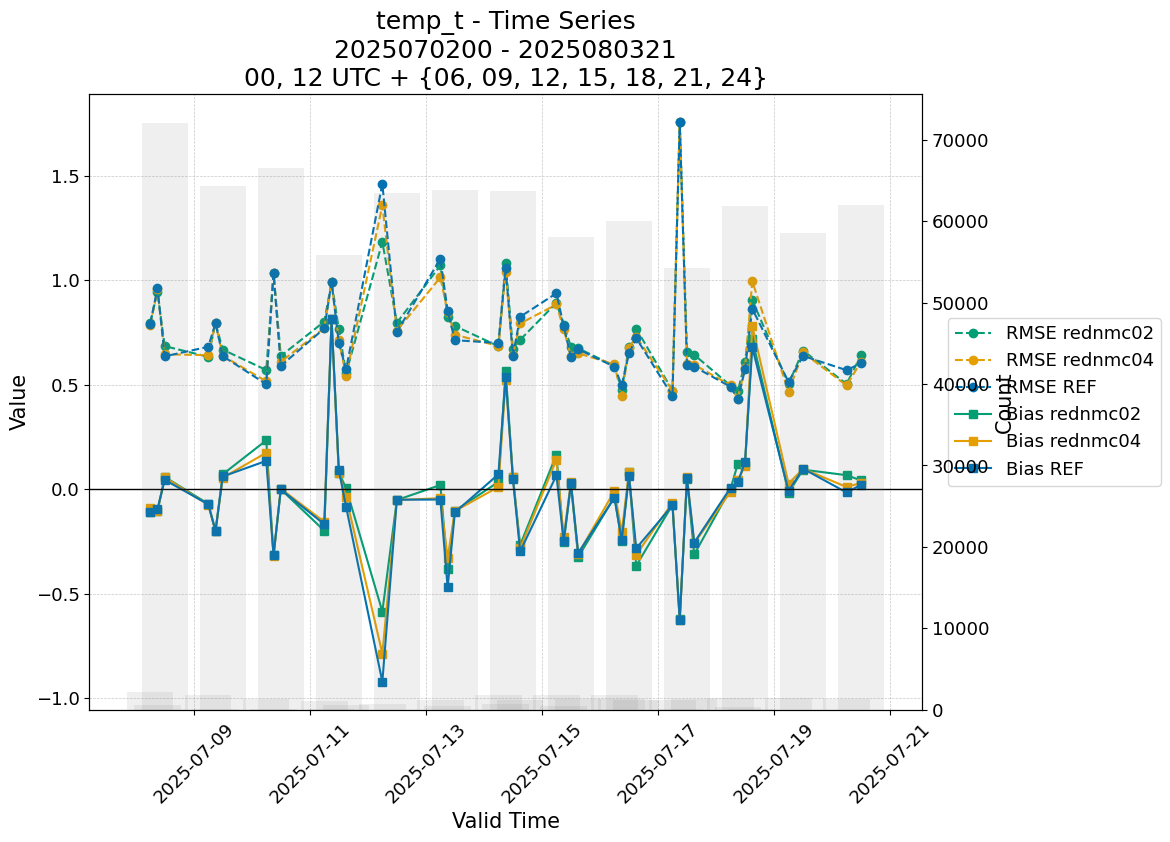 temp_t - Time Series
2025070200 - 2025080321
00, 12 UTC + {06, 09, 12, 15, 18, 21, 24}
Value
1.5
1.0
0.5
0.0
−0.5
−1.0
70000
60000
50000
40000
30000
20000
10000
0
Count
RMSE rednmc02
RMSE rednmc04
RMSE REF
Bias rednmc02
Bias rednmc04
Bias REF
2025-07-09
2025-07-11
2025-07-13
2025-07-15
2025-07-17
2025-07-19
2025-07-21
Valid Time